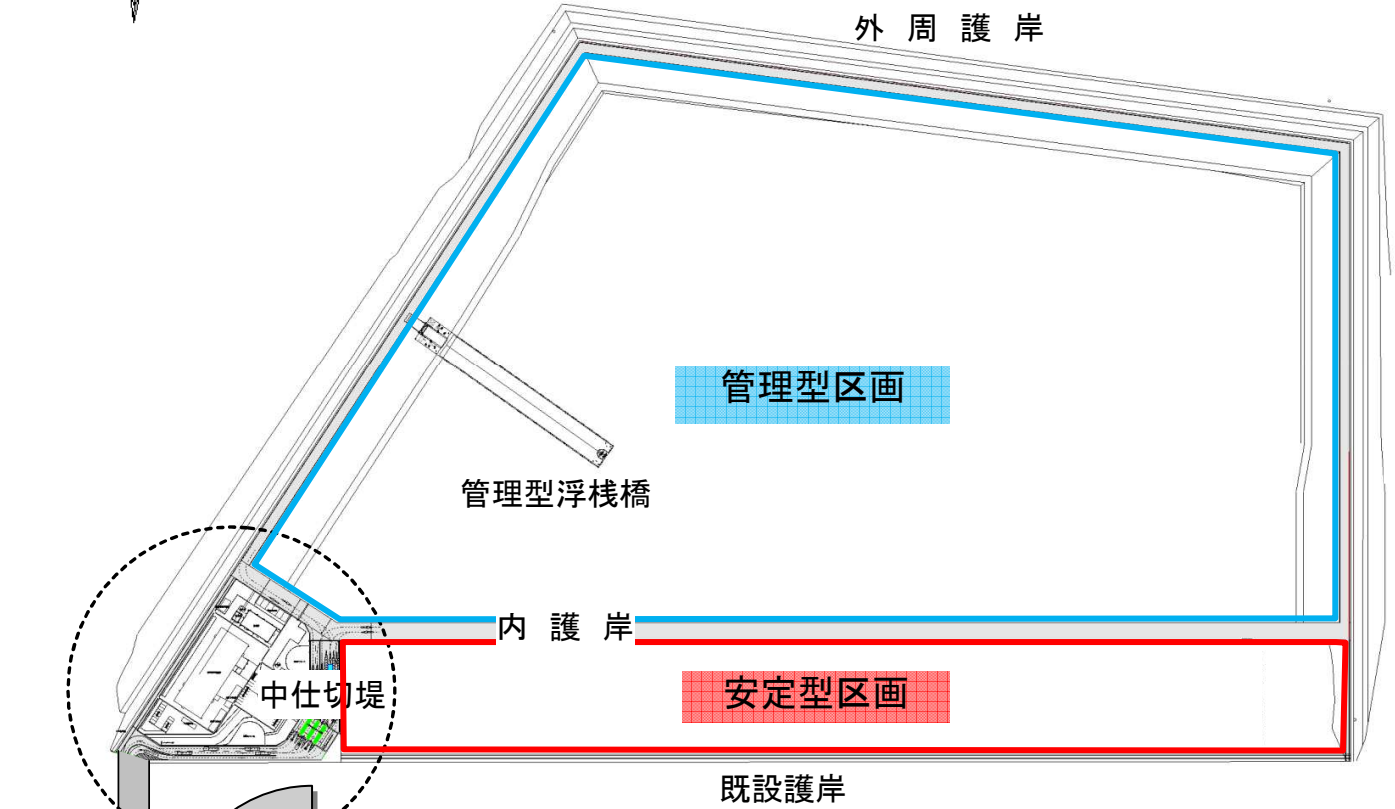 外周護岸
管理型区画
管理型浮桟橋
内護岸
中仕切堤
安定型区画
既設護岸